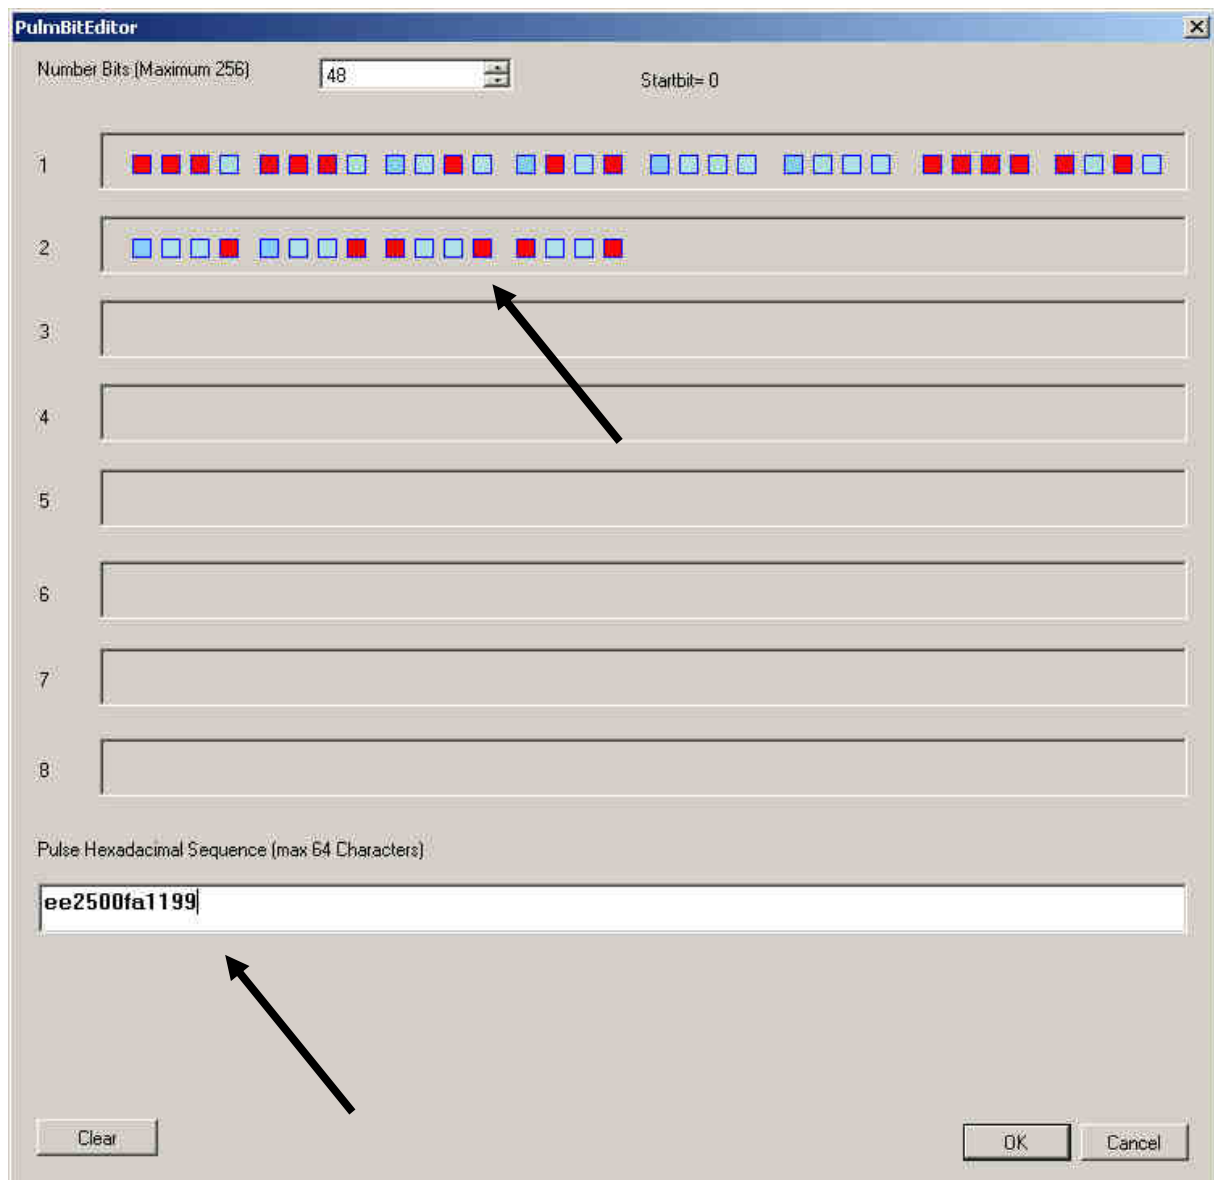 PulmBitEditor
Number Bits (Maximum 256) 48 Startbit= 0
1
2
3
4
5
6
7
8
Pulse Hexadacimal Sequence (max 64 Characters)
ee2500fa1199
Clear OK Cancel